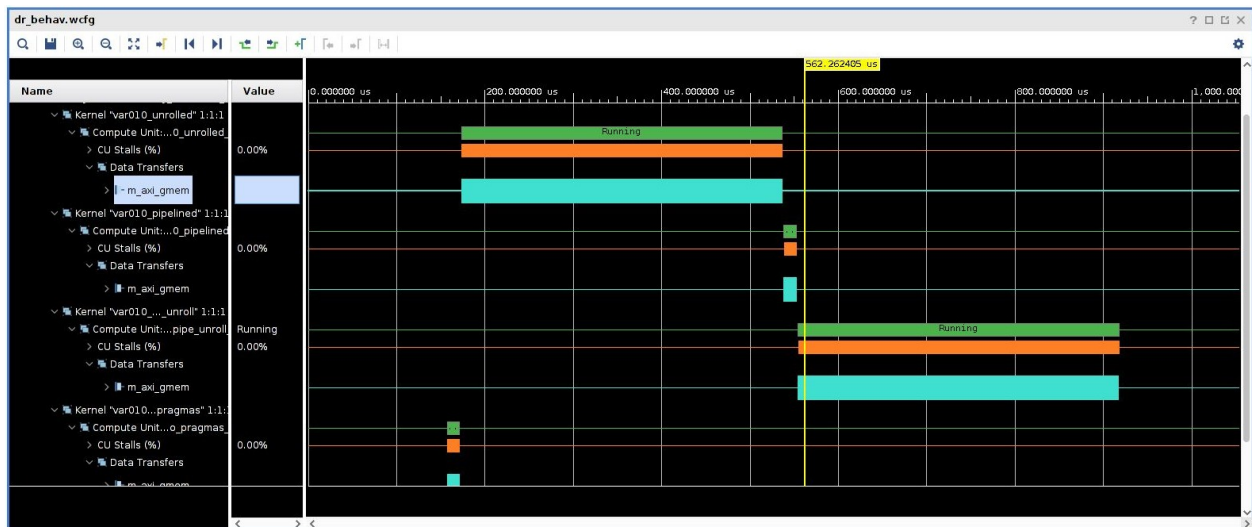 dr_behav.wcfg
562.262405 us
Name Value 0.000000 us 200.000000 us 400.000000 us 600.000000 us 800.000000 us 1,000.00
Kernel "var010_unrolled" 1:1:1
Compute Unit:...0_unrolled_ Running
CU Stalls (%) 0.00%
Data Transfers
m_axi_gmem
Kernel "var010_pipelined" 1:1:1
Compute Unit:...0_pipelined
CU Stalls (%) 0.00%
Data Transfers
m_axi_gmem
Kernel "var010_..._unroll" 1:1:1
Compute Unit:...pipe_unroll Running Running
CU Stalls (%) 0.00%
Data Transfers
m_axi_gmem
Kernel "var010...pragmas" 1:1:
Compute Unit:...o_pragmas_
CU Stalls (%) 0.00%
Data Transfers
m_axi_gmem